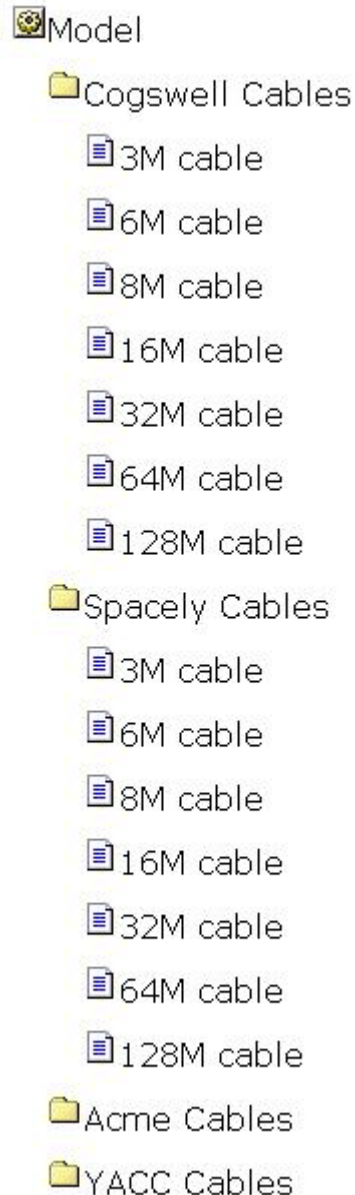 Model
Cogswell Cables
3M cable
6M cable
8M cable
16M cable
32M cable
64M cable
128M cable
Spacely Cables
3M cable
6M cable
8M cable
16M cable
32M cable
64M cable
128M cable
Acme Cables
YACC Cables